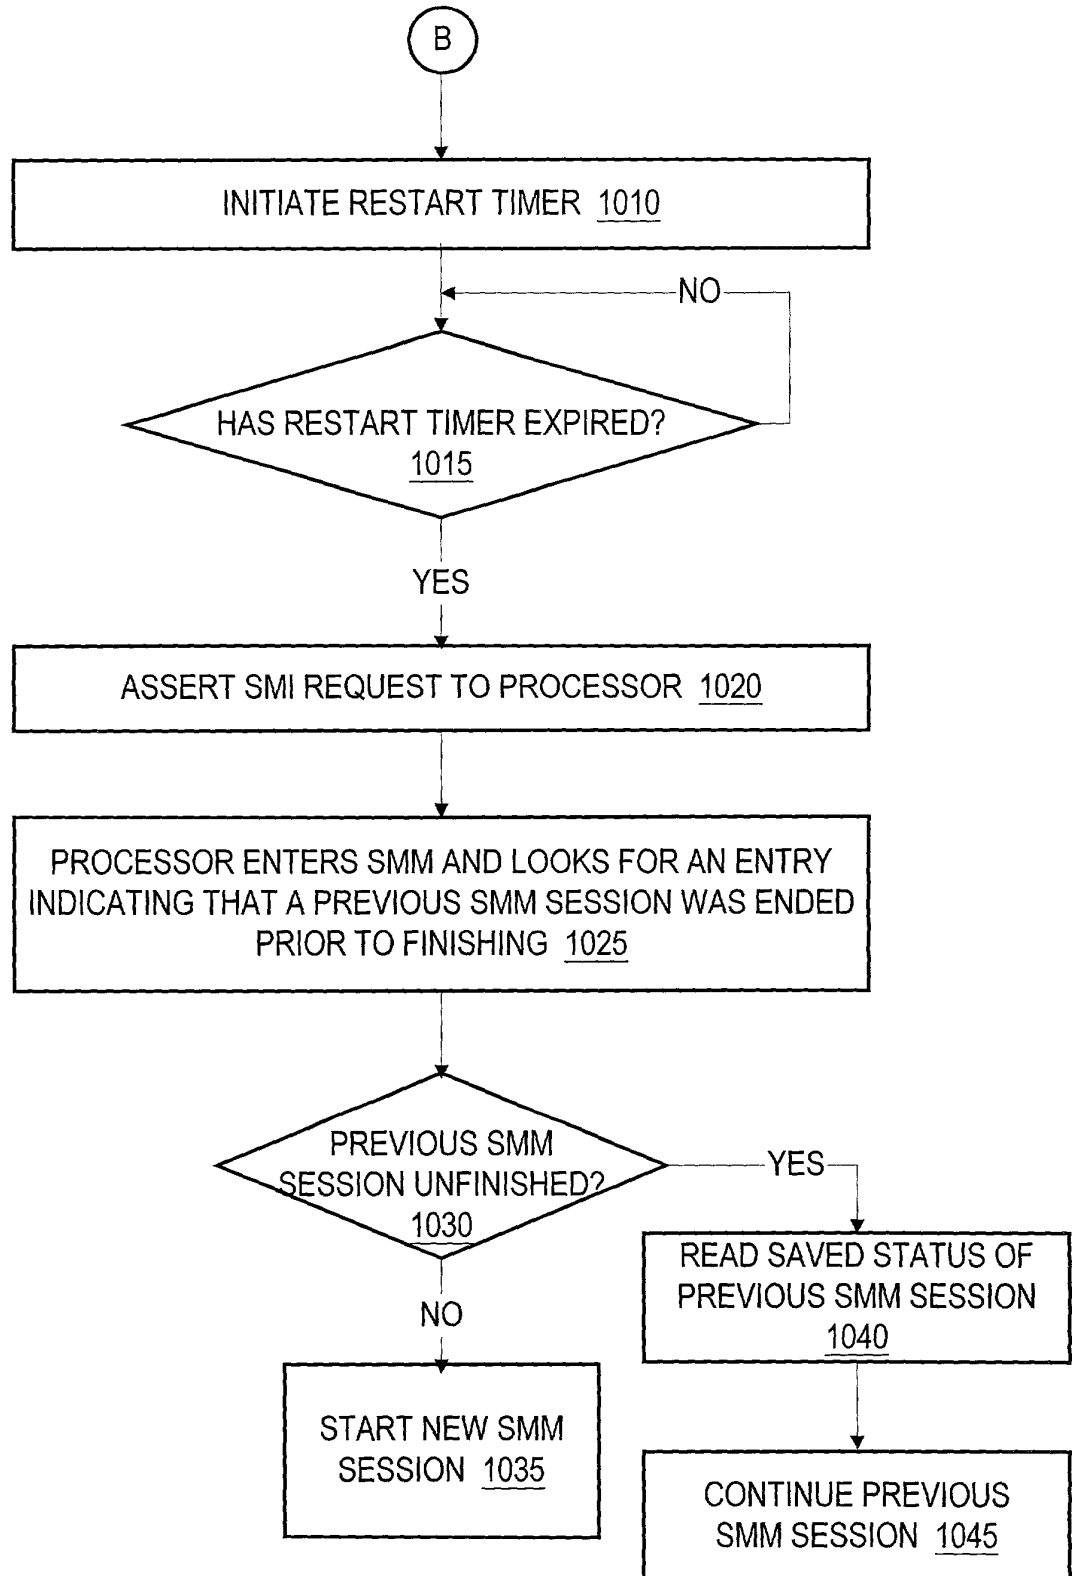 B
INITIATE RESTART TIMER 1010
NO
HAS RESTART TIMER EXPIRED?
1015
YES
ASSERT SMI REQUEST TO PROCESSOR 1020
PROCESSOR ENTERS SMM AND LOOKS FOR AN ENTRY
INDICATING THAT A PREVIOUS SMM SESSION WAS ENDED
PRIOR TO FINISHING 1025
PREVIOUS SMM
SESSION UNFINISHED?
1030
YES
NO
READ SAVED STATUS OF
PREVIOUS SMM SESSION
1040
START NEW SMM
SESSION 1035
CONTINUE PREVIOUS
SMM SESSION 1045